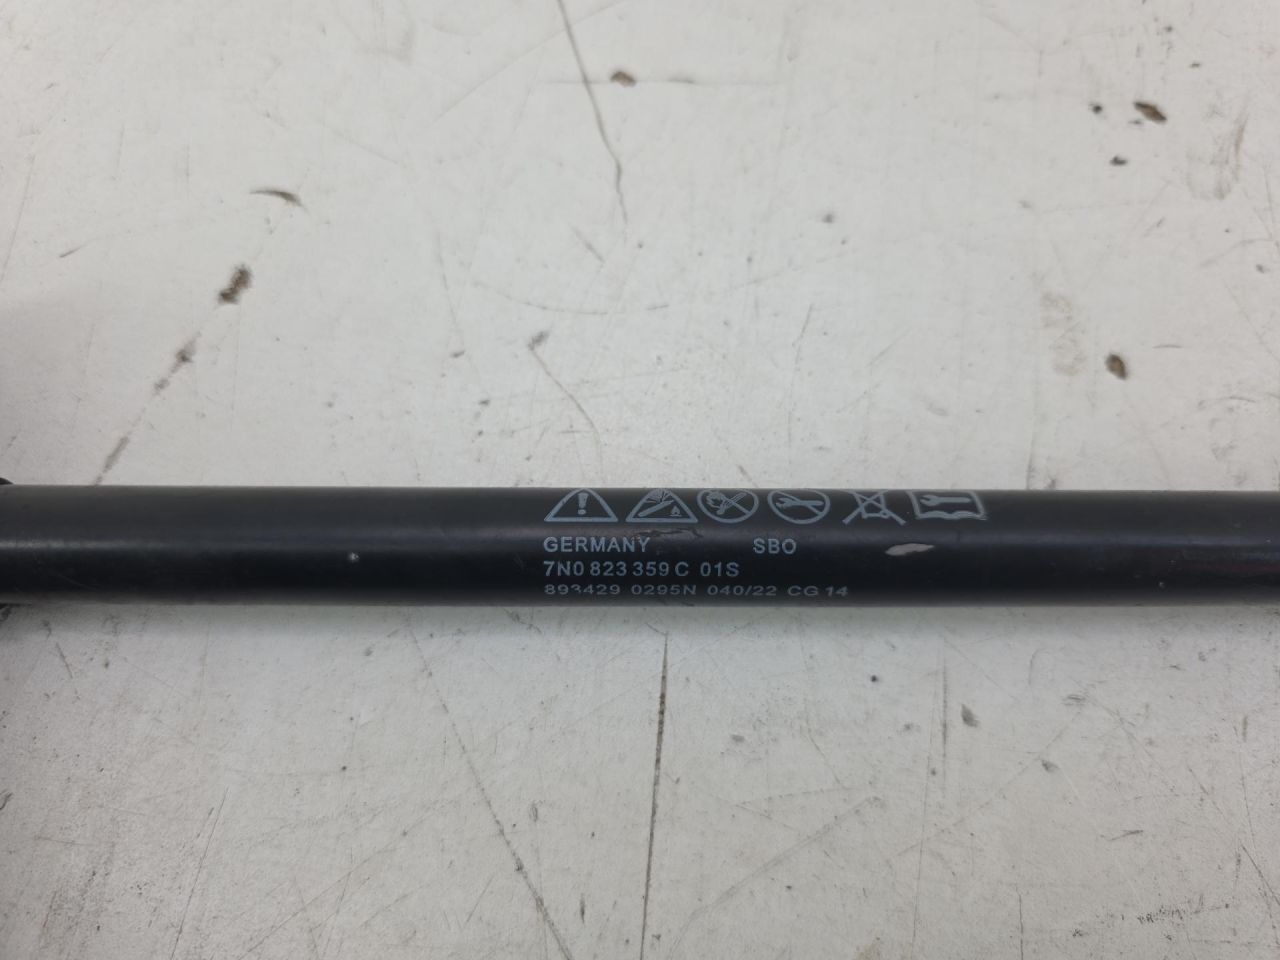 GERMANY SBO
7N0 823 359 C 01S
893429 0295N 040/22 CG 14